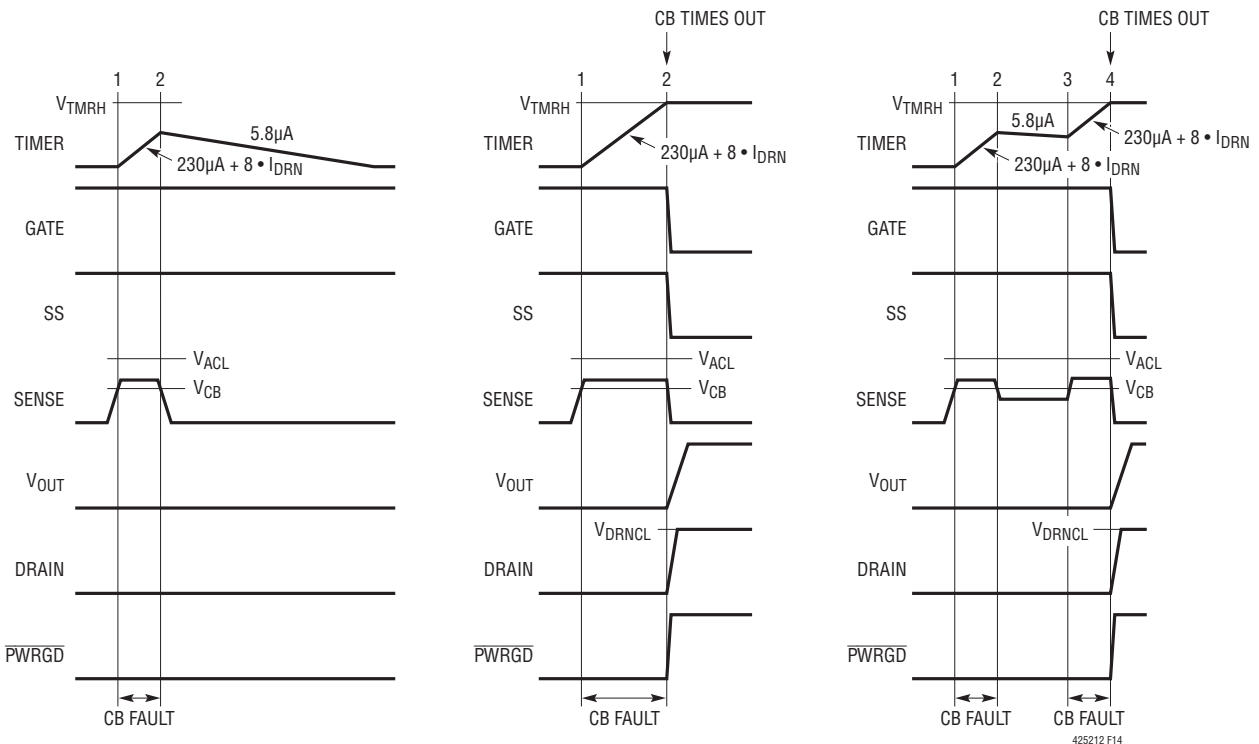 CB TIMES OUT
1 2
V_TMRH
TIMER
5.8µA
230µA + 8 • I_DRN
GATE
SS
V_ACL
V_CB
SENSE
V_OUT
DRAIN
PWRGD
CB FAULT
1 2
V_TMRH
TIMER
230µA + 8 • I_DRN
GATE
SS
V_ACL
V_CB
SENSE
V_OUT
V_DRNCL
DRAIN
PWRGD
CB FAULT
CB TIMES OUT
1 2 3 4
V_TMRH
TIMER
5.8µA
230µA + 8 • I_DRN
230µA + 8 • I_DRN
GATE
SS
V_ACL
V_CB
SENSE
V_OUT
V_DRNCL
DRAIN
PWRGD
CB FAULT CB FAULT
425212 F14